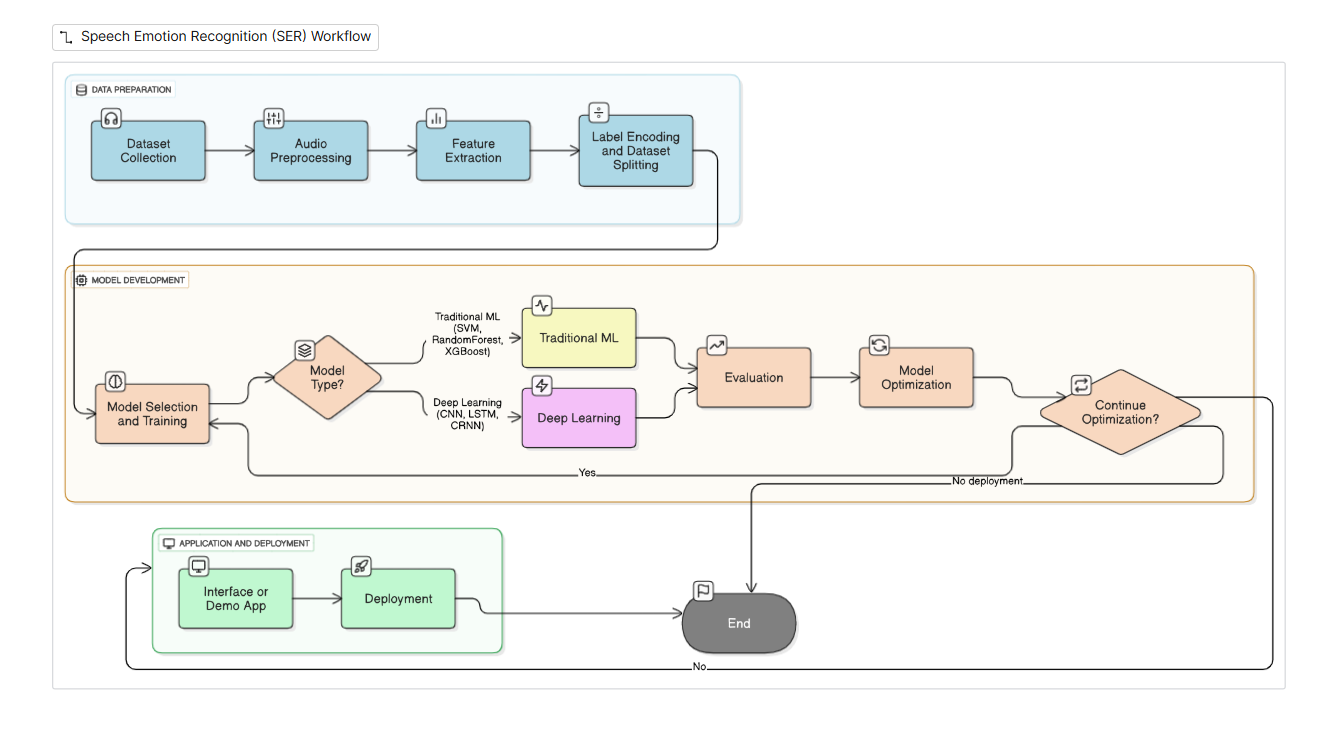 Speech Emotion Recognition (SER) Workflow
DATA PREPARATION
Dataset
Collection
Audio
Preprocessing
Feature
Extraction
Label Encoding
and Dataset
Splitting
MODEL DEVELOPMENT
Model Selection
and Training
Model
Type?
Traditional ML
(SVM,
RandomForest,
XGBoost)
Deep Learning
(CNN, LSTM,
CRNN)
Traditional ML
Deep Learning
Evaluation
Model
Optimization
Continue
Optimization?
Yes
No deployment
APPLICATION AND DEPLOYMENT
Interface or
Demo App
Deployment
End
No